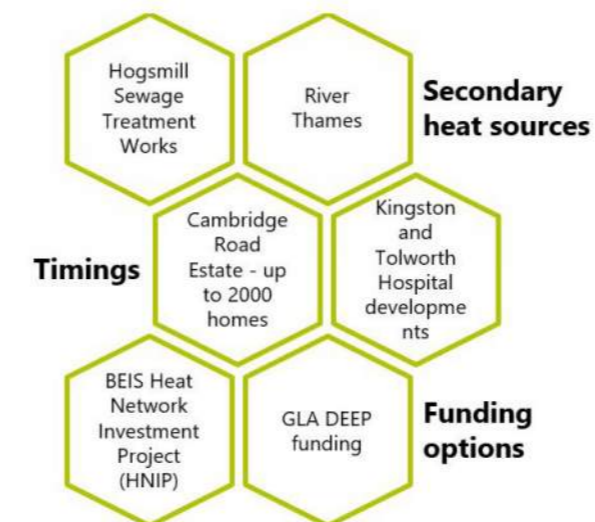 Hogsmill
Sewage
Treatment
Works
River
Thames
Secondary
heat sources
Timings
Cambridge
Road
Estate - up
to 2000
homes
Kingston
and
Tolworth
Hospital
developme
nts
BEIS Heat
Network
Investment
Project
(HNIP)
GLA DEEP
funding
Funding
options